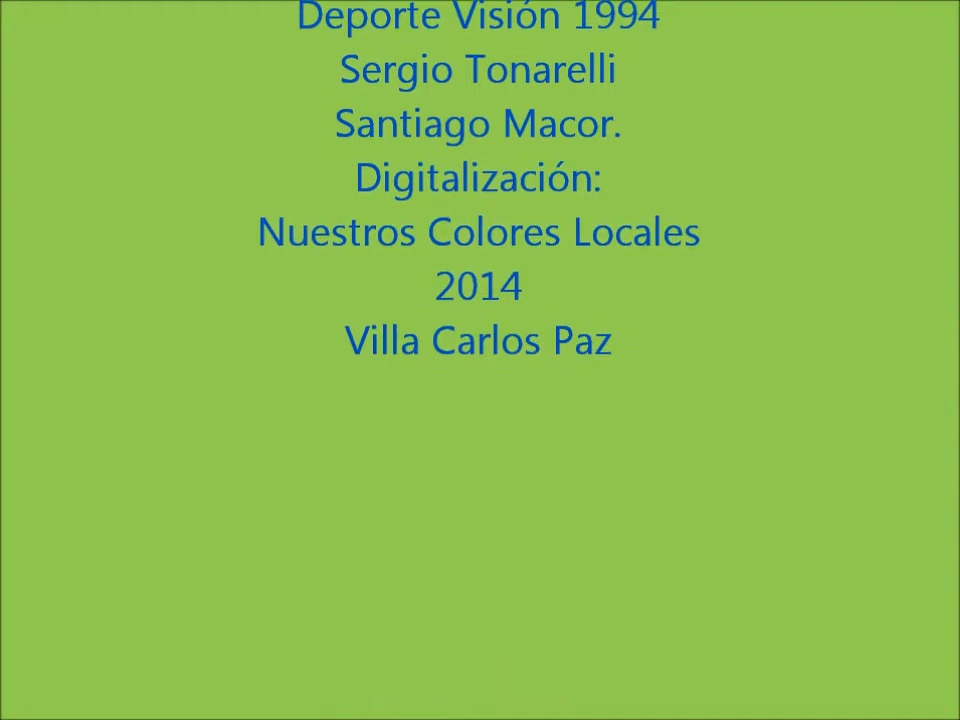 Deporte Visión 1994
Sergio Tonarelli
Santiago Macor.
Digitalización:
Nuestros Colores Locales
2014
Villa Carlos Paz